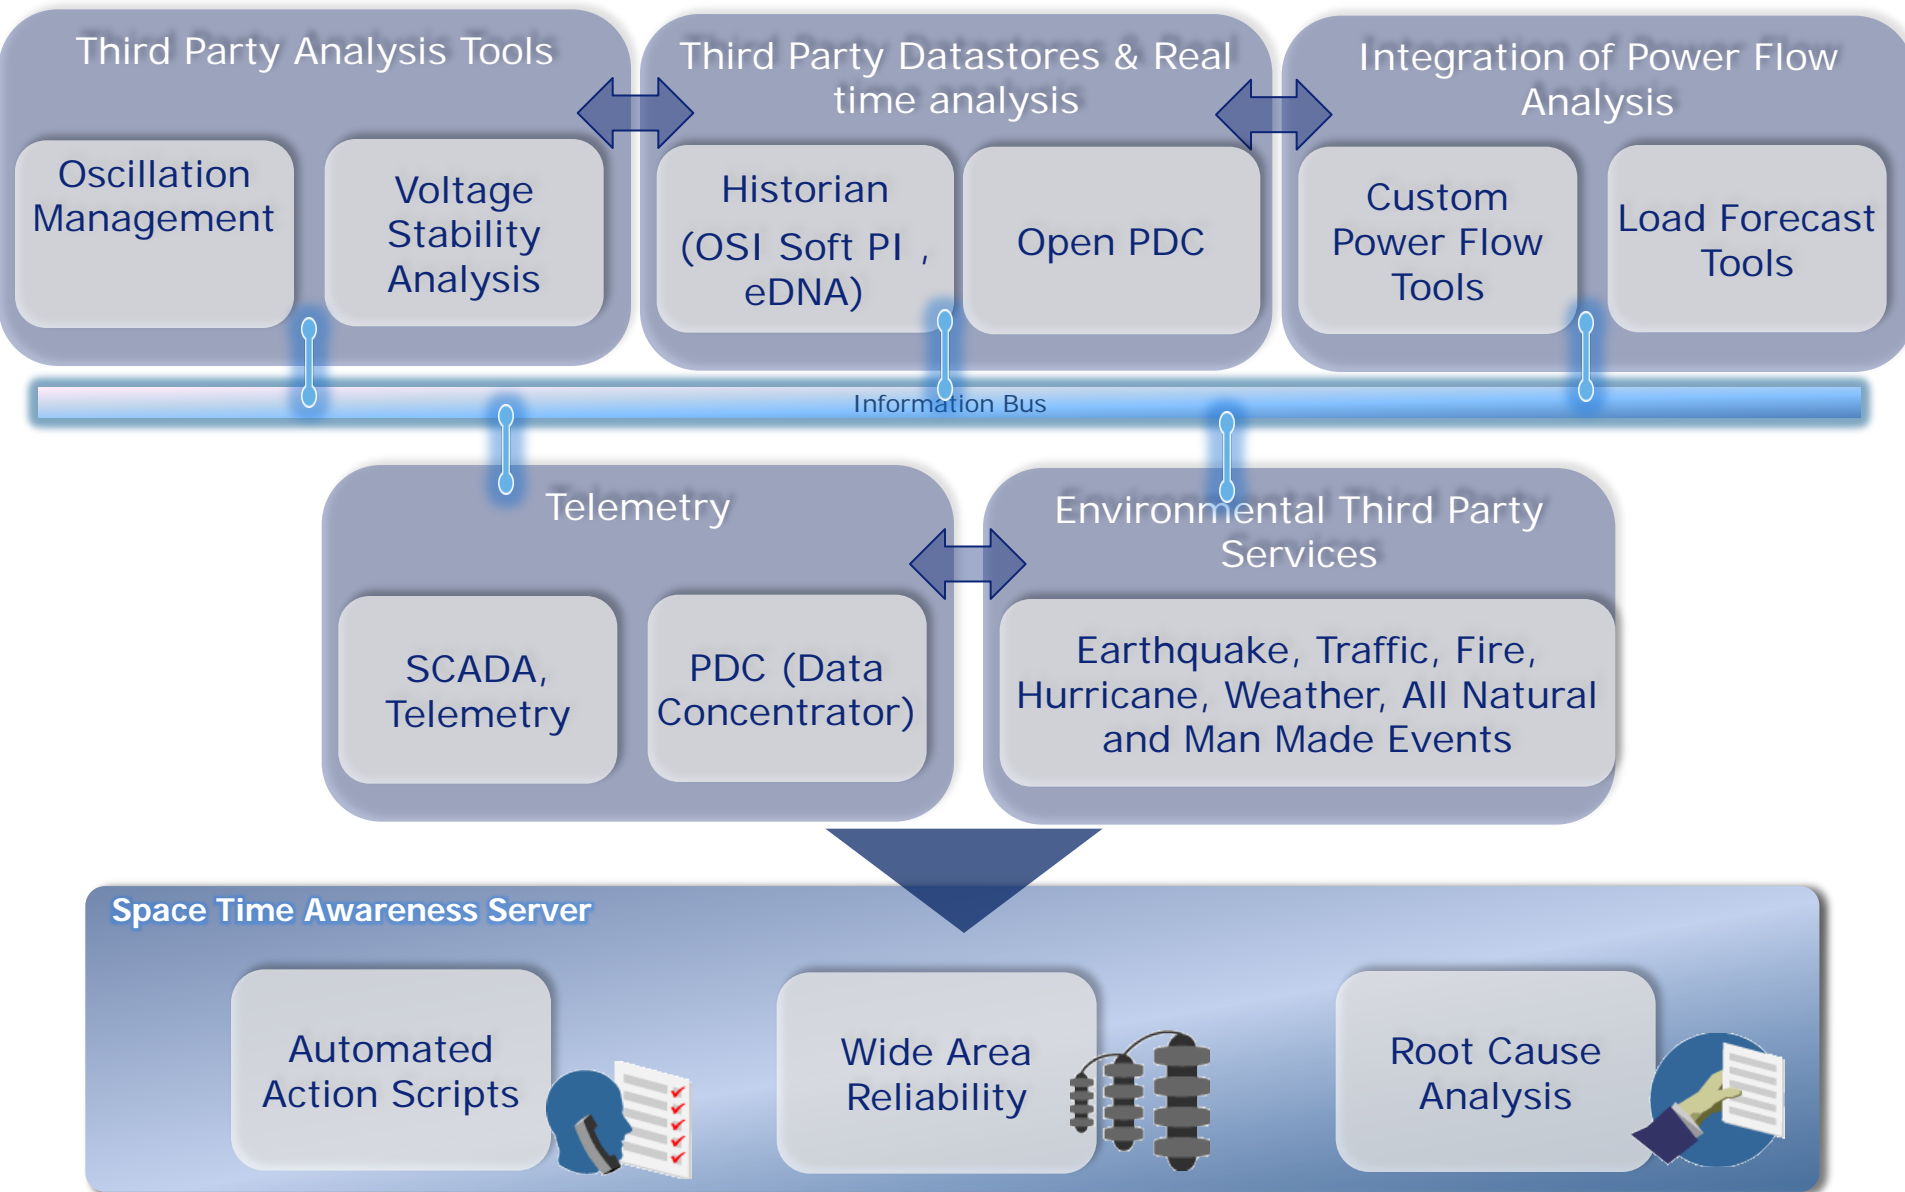 Third Party Analysis Tools
Oscillation
Management
Voltage
Stability
Analysis
Third Party Datastores & Real
time analysis
Historian
(OSI Soft PI ,
eDNA)
Open PDC
Integration of Power Flow
Analysis
Custom
Power Flow
Tools
Load Forecast
Tools
Information Bus
Telemetry
SCADA,
Telemetry
PDC (Data
Concentrator)
Environmental Third Party
Services
Earthquake, Traffic, Fire,
Hurricane, Weather, All Natural
and Man Made Events
Space Time Awareness Server
Automated
Action Scripts
Wide Area
Reliability
Root Cause
Analysis